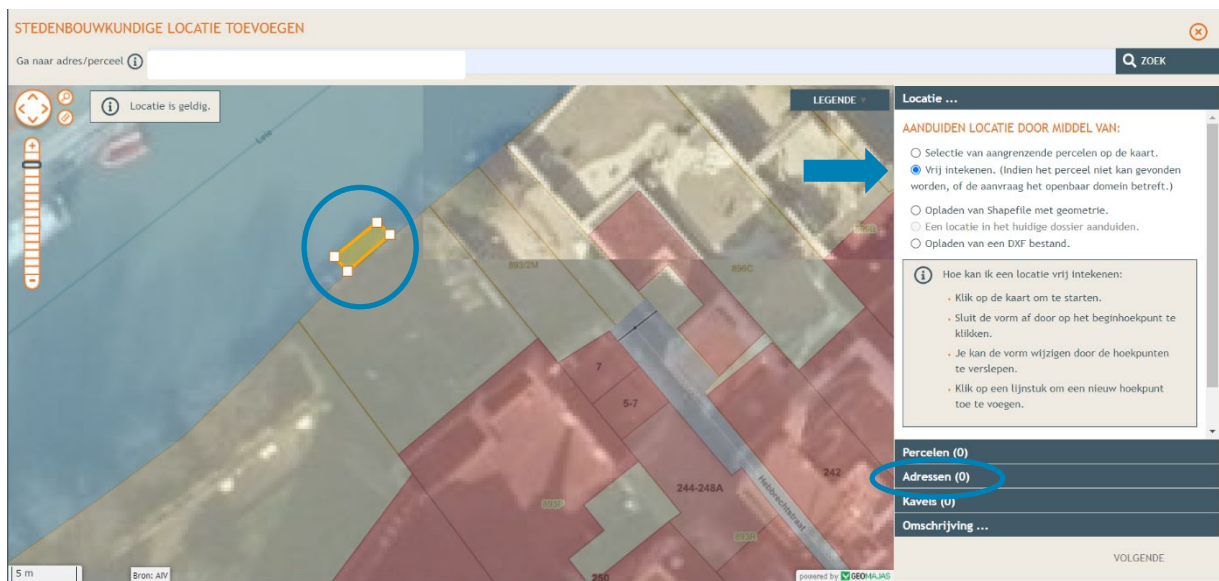 STEDENBOUWKUNDIGE LOCATIE TOEVOEGEN
Ga naar adres/perceel
ZOEK
Locatie is geldig.
LEGENDE
Leie
893/2M
896C
7
5-7
244-248A
242
Hebbrechtstraat
893P
893R
250
5 m
Bron: AIV
powered by GEOMAJAS
Locatie ...
AANDUIDEN LOCATIE DOOR MIDDEL VAN:
Selectie van aangrenzende percelen op de kaart.
Vrij intekenen. (Indien het perceel niet kan gevonden
worden, of de aanvraag het openbaar domein betreft.)
Opladen van Shapefile met geometrie.
Een locatie in het huidige dossier aanduiden.
Opladen van een DXF bestand.
Hoe kan ik een locatie vrij intekenen:
Klik op de kaart om te starten.
Sluit de vorm af door op het beginhoekpunt te
klikken.
Je kan de vorm wijzigen door de hoekpunten
te verslepen.
Klik op een lijnstuk om een nieuw hoekpunt
toe te voegen.
Percelen (0)
Adressen (0)
Kavels (0)
Omschrijving ...
VOLGENDE